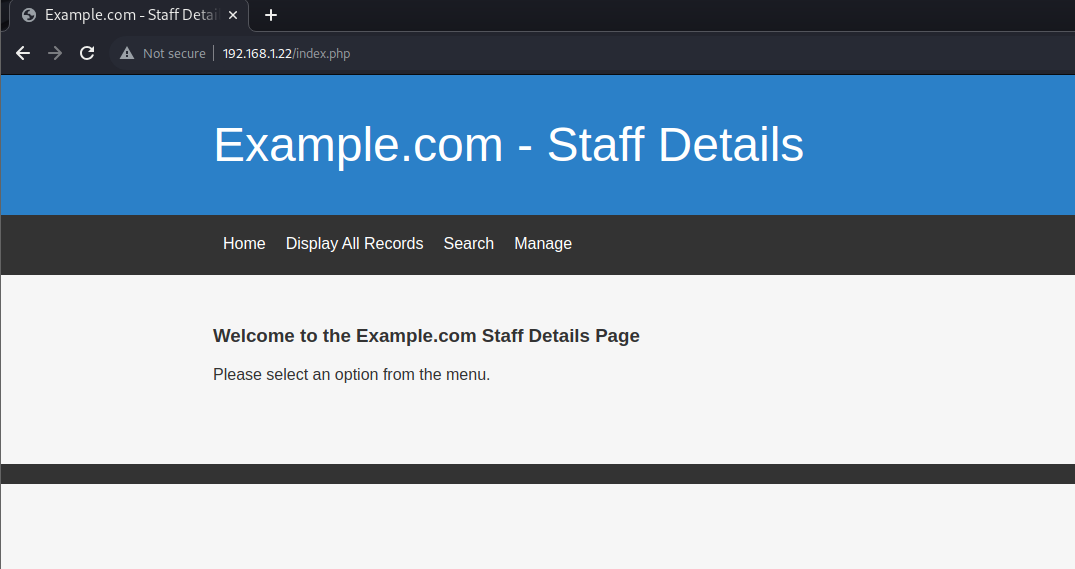 Example.com - Staff Detai
Not secure 192.168.1.22/index.php
Example.com - Staff Details
Home Display All Records Search Manage
Welcome to the Example.com Staff Details Page
Please select an option from the menu.